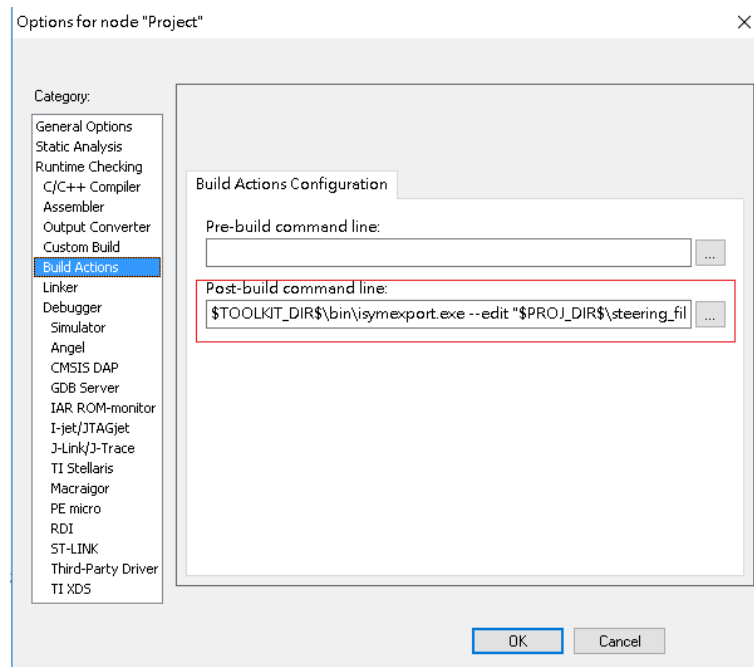 Options for node "Project"
Category:
General Options
Static Analysis
Runtime Checking
C/C++ Compiler
Assembler
Output Converter
Custom Build
Build Actions
Linker
Debugger
Simulator
Angel
CMSIS DAP
GDB Server
IAR ROM-monitor
I-jet/JTAGjet
J-Link/J-Trace
TI Stellaris
Macraigor
PE micro
RDI
ST-LINK
Third-Party Driver
TI XDS
Build Actions Configuration
Pre-build command line:
...
Post-build command line:
$TOOLKIT_DIR$\bin\isymexport.exe --edit "$PROJ_DIR$\steering_fil
...
OK
Cancel